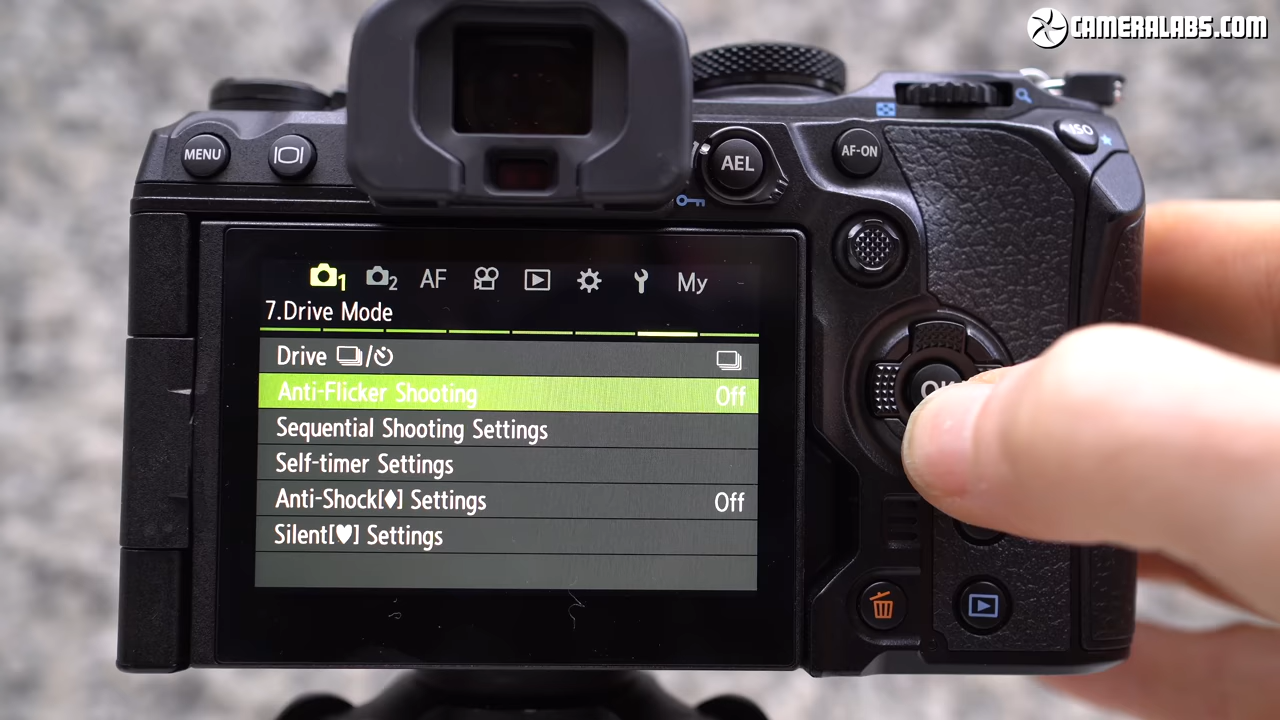 CAMERALABS.COM
MENU
AEL
AF-ON
ISO
1 2 AF My
7.Drive Mode
Drive /
Anti-Flicker Shooting Off
Sequential Shooting Settings
Self-timer Settings
Anti-Shock[♦] Settings Off
Silent[♥] Settings
OK